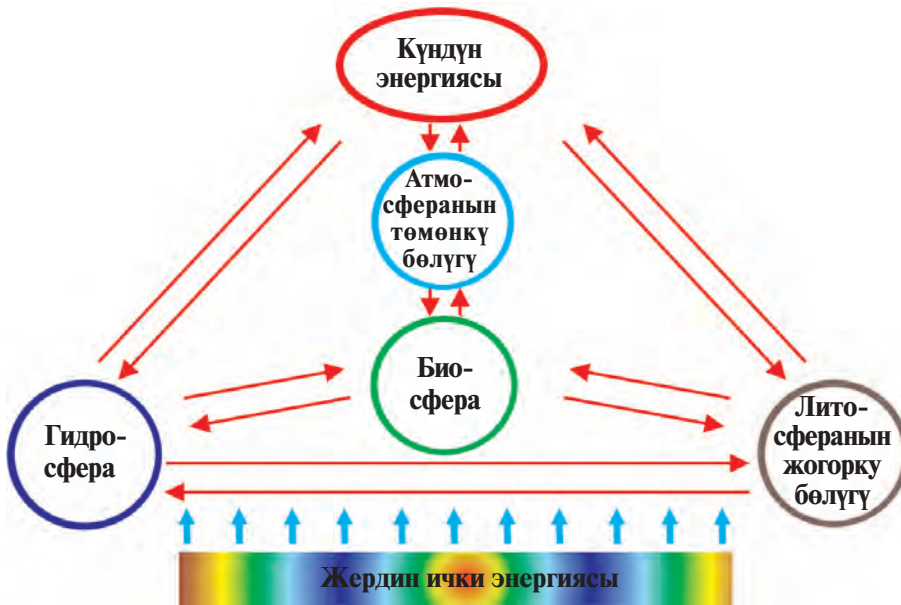 Күндүн
энергиясы
Атмо-
сферанын
төмөнкү
бөлүгү
Био-
сфера
Гидро-
сфера
Лито-
сферанын
жогорку
бөлүгү
Жердин ички энергиясы